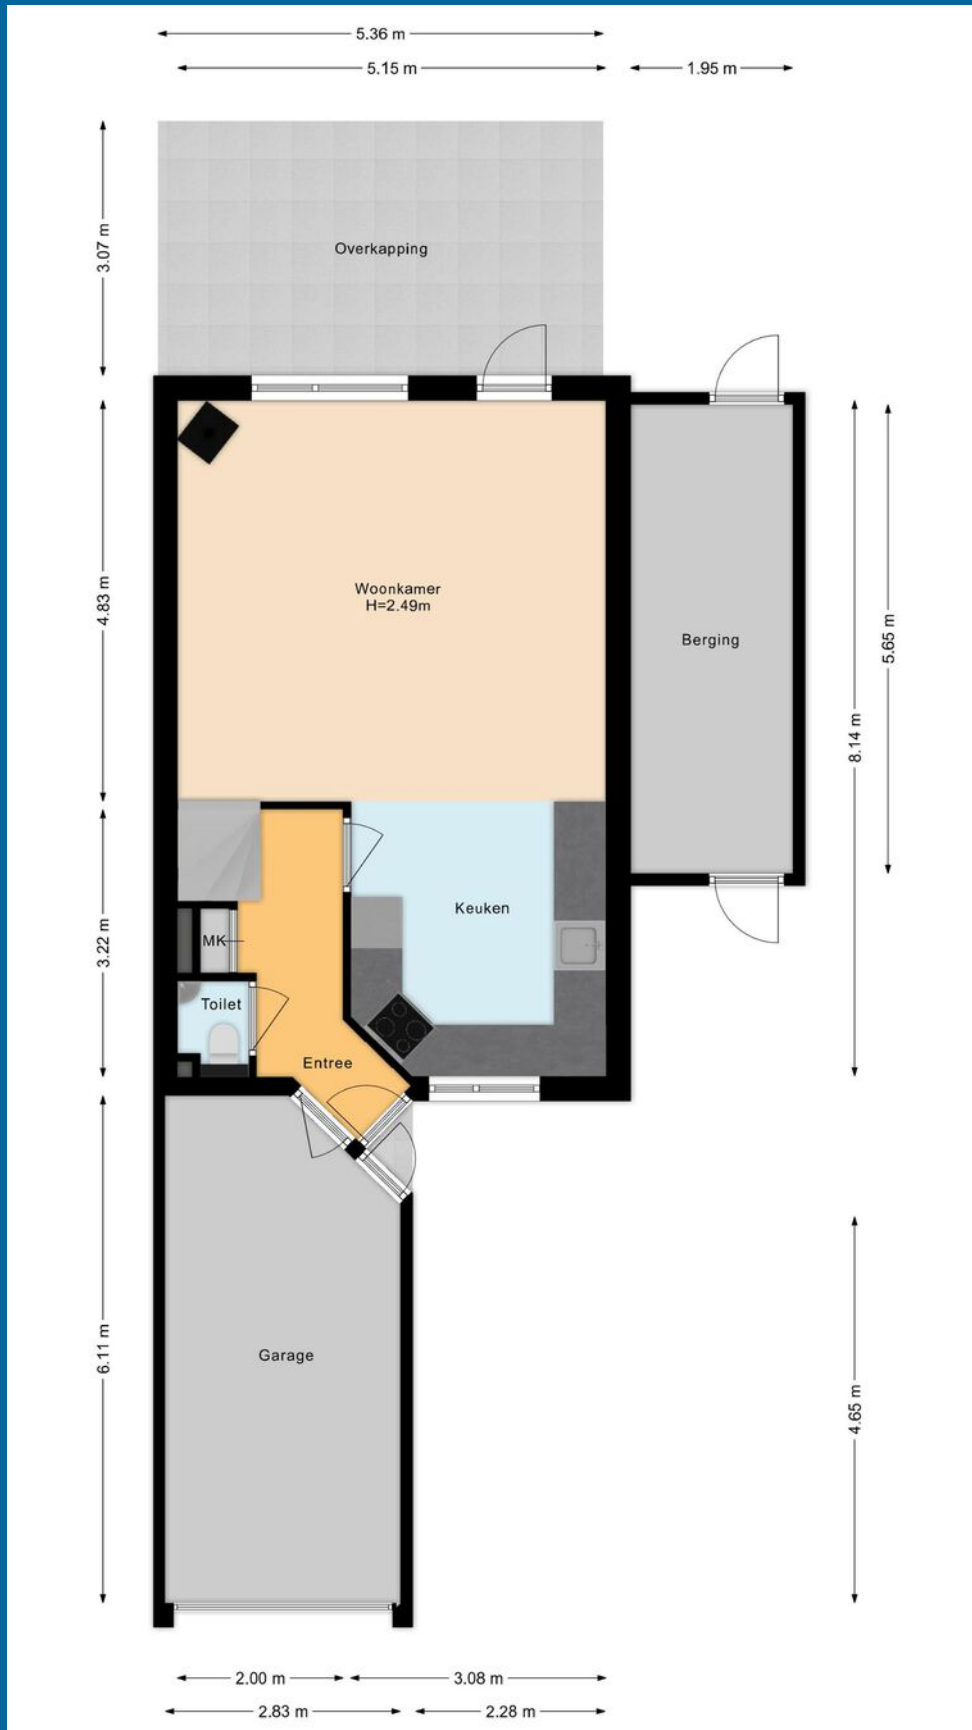 5.36 m
5.15 m
1.95 m
3.07 m
Overkapping
4.83 m
Woonkamer
H=2.49m
Berging
5.65 m
8.14 m
3.22 m
Keuken
MK
Toilet
Entree
6.11 m
Garage
4.65 m
2.00 m
3.08 m
2.83 m
2.28 m